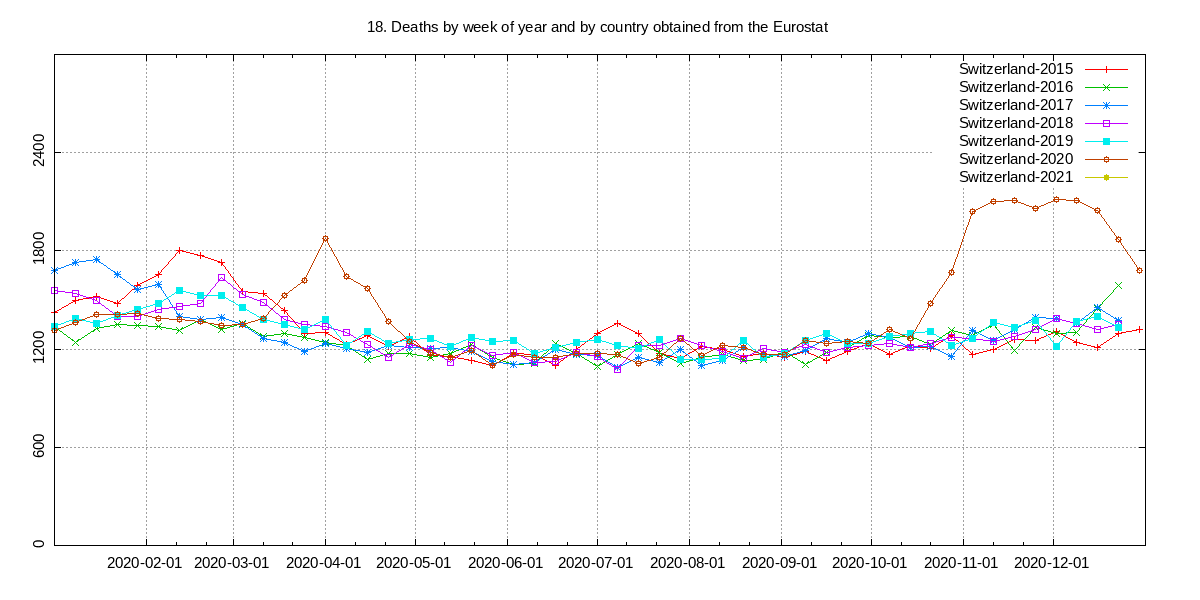 18. Deaths by week of year and by country obtained from the Eurostat
Switzerland-2015
Switzerland-2016
Switzerland-2017
Switzerland-2018
Switzerland-2019
Switzerland-2020
Switzerland-2021
2400
1800
1200
600
0
2020-02-01 2020-03-01 2020-04-01 2020-05-01 2020-06-01 2020-07-01 2020-08-01 2020-09-01 2020-10-01 2020-11-01 2020-12-01